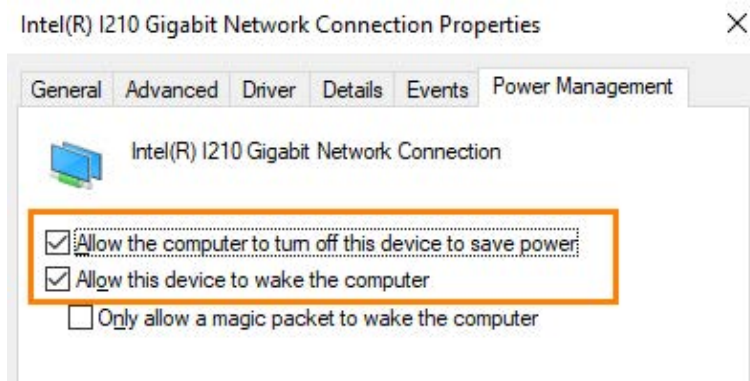 Intel(R) I210 Gigabit Network Connection Properties
General Advanced Driver Details Events Power Management
Intel(R) I210 Gigabit Network Connection
Allow the computer to turn off this device to save power
Allow this device to wake the computer
Only allow a magic packet to wake the computer